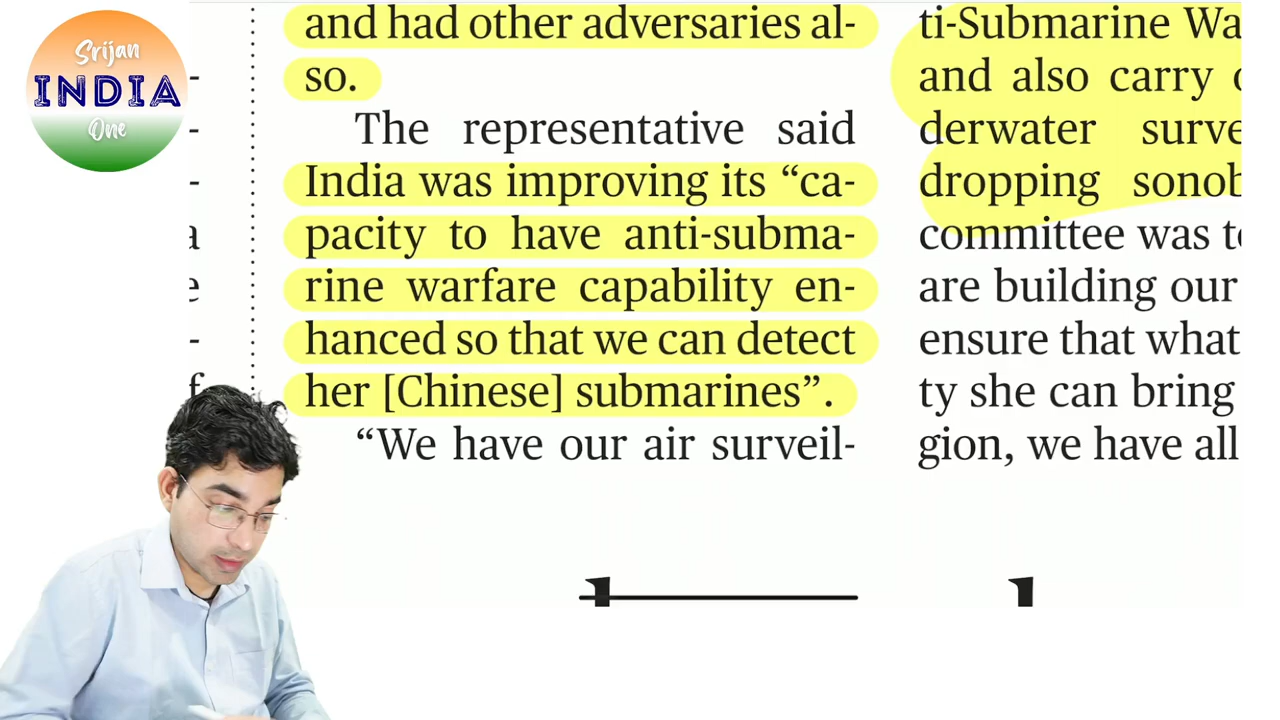 Srijan
INDIA
One
and had other adversaries al-
so.
The representative said
India was improving its “ca-
pacity to have anti-subma-
rine warfare capability en-
hanced so that we can detect
her [Chinese] submarines”.
“We have our air surveil-
ti-Submarine Wa
and also carry
derwater surve
dropping sonob
committee was
are building our
ensure that what
ty she can bring
gion, we have all